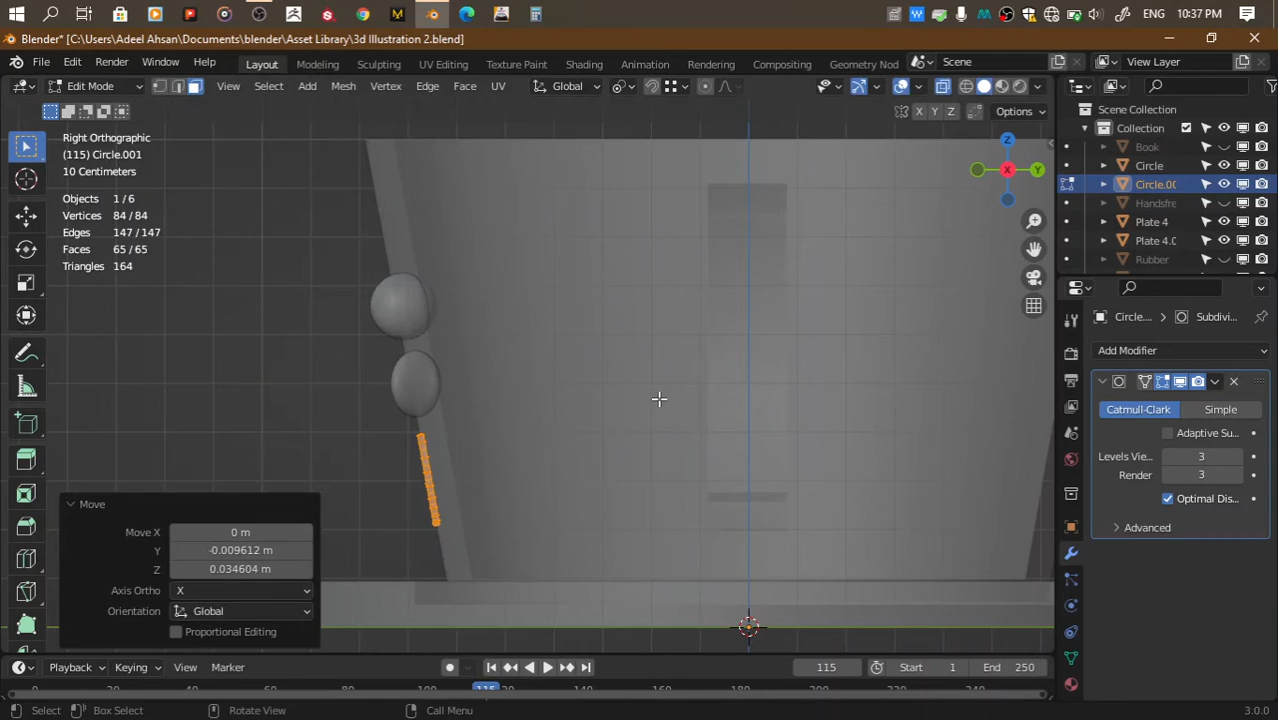 ENG 10:37 PM
Blender* [C:\Users\Adeel Ahsan\Documents\blender\Asset Library\3d Illustration 2.blend]
File Edit Render Window Help Layout Modeling Sculpting UV Editing Texture Paint Shading Animation Rendering Compositing Geometry Nod Scene View Layer
Edit Mode View Select Add Mesh Vertex Edge Face UV Global
X Y Z Options
Right Orthographic
(115) Circle.001
10 Centimeters
Objects 1/6
Vertices 84/84
Edges 147/147
Faces 65/65
Triangles 164
Z
X
Y
Scene Collection
Collection
Book
Circle
Circle.00
Handsfre
Plate 4
Plate 4.0
Rubber
Circle.... Subdivi...
Add Modifier
Catmull-Clark Simple
Adaptive Su...
Levels Vie... 3
Render 3
Optimal Dis...
Advanced
Move
Move X 0 m
Y -0.009612 m
Z 0.034604 m
Axis Ortho X
Orientation Global
Proportional Editing
Playback Keying View Marker 115 Start 1 End 250
Select Box Select Rotate View Call Menu 3.0.0